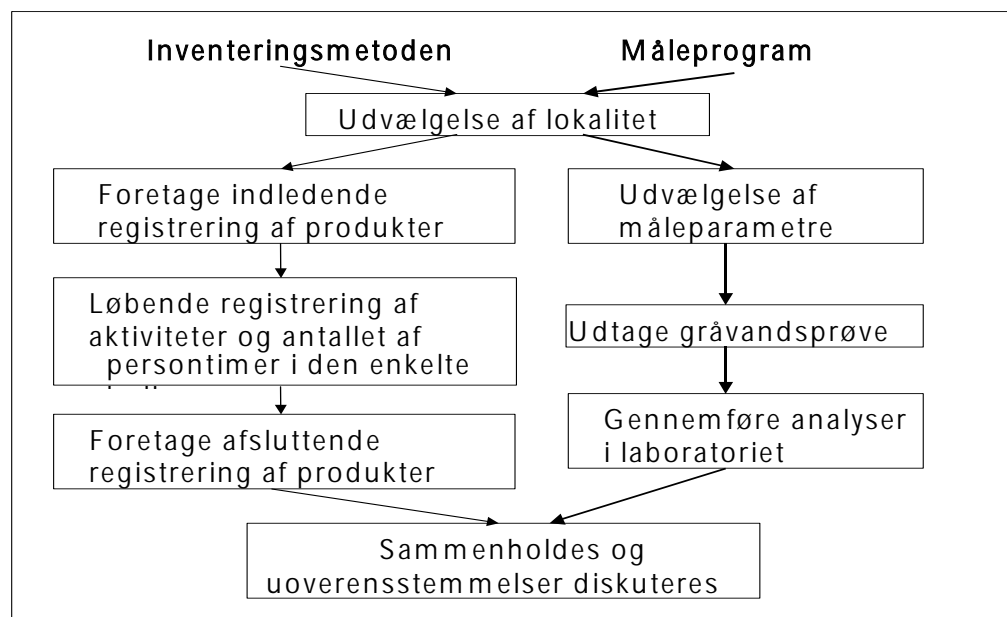 Inventeringsmetoden
Måleprogram
Udvælgelse af lokalitet
Foretage indledende
registrering af produkter
Udvælgelse af
måleparametre
Løbende registrering af
aktiviteter og antallet af
persontimer i den enkelte
Udtage gråvandsprøve
Gennemføre analyser
i laboratoriet
Foretage afsluttende
registrering af produkter
Sammenholdes og
uoverensstemmelser diskuteres